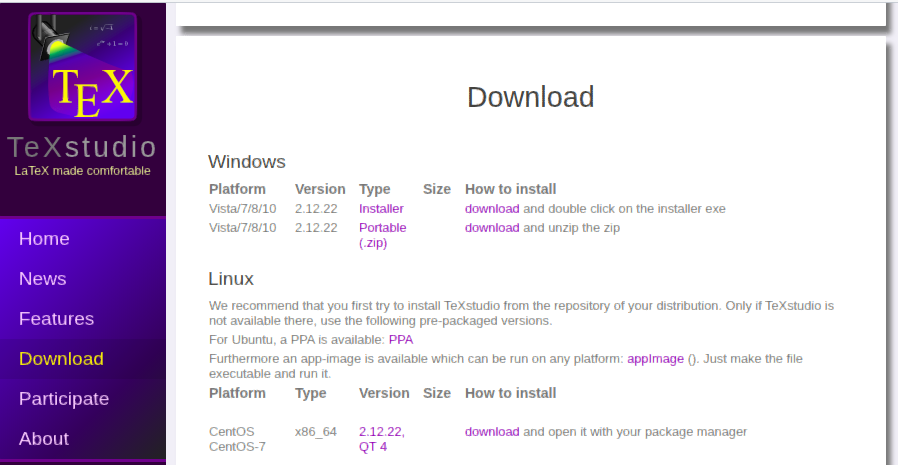 i = √-1
e^iπ + 1 = 0
TEX
TeXstudio
LaTeX made comfortable
Home
News
Features
Download
Participate
About
Download
Windows
Platform Version Type Size How to install
Vista/7/8/10 2.12.22 Installer download and double click on the installer exe
Vista/7/8/10 2.12.22 Portable download and unzip the zip
(.zip)
Linux
We recommend that you first try to install TeXstudio from the repository of your distribution. Only if TeXstudio is
not available there, use the following pre-packaged versions.
For Ubuntu, a PPA is available: PPA
Furthermore an app-image is available which can be run on any platform: appImage (). Just make the file
executable and run it.
Platform Type Version Size How to install
CentOS x86_64 2.12.22, download and open it with your package manager
CentOS-7 QT 4